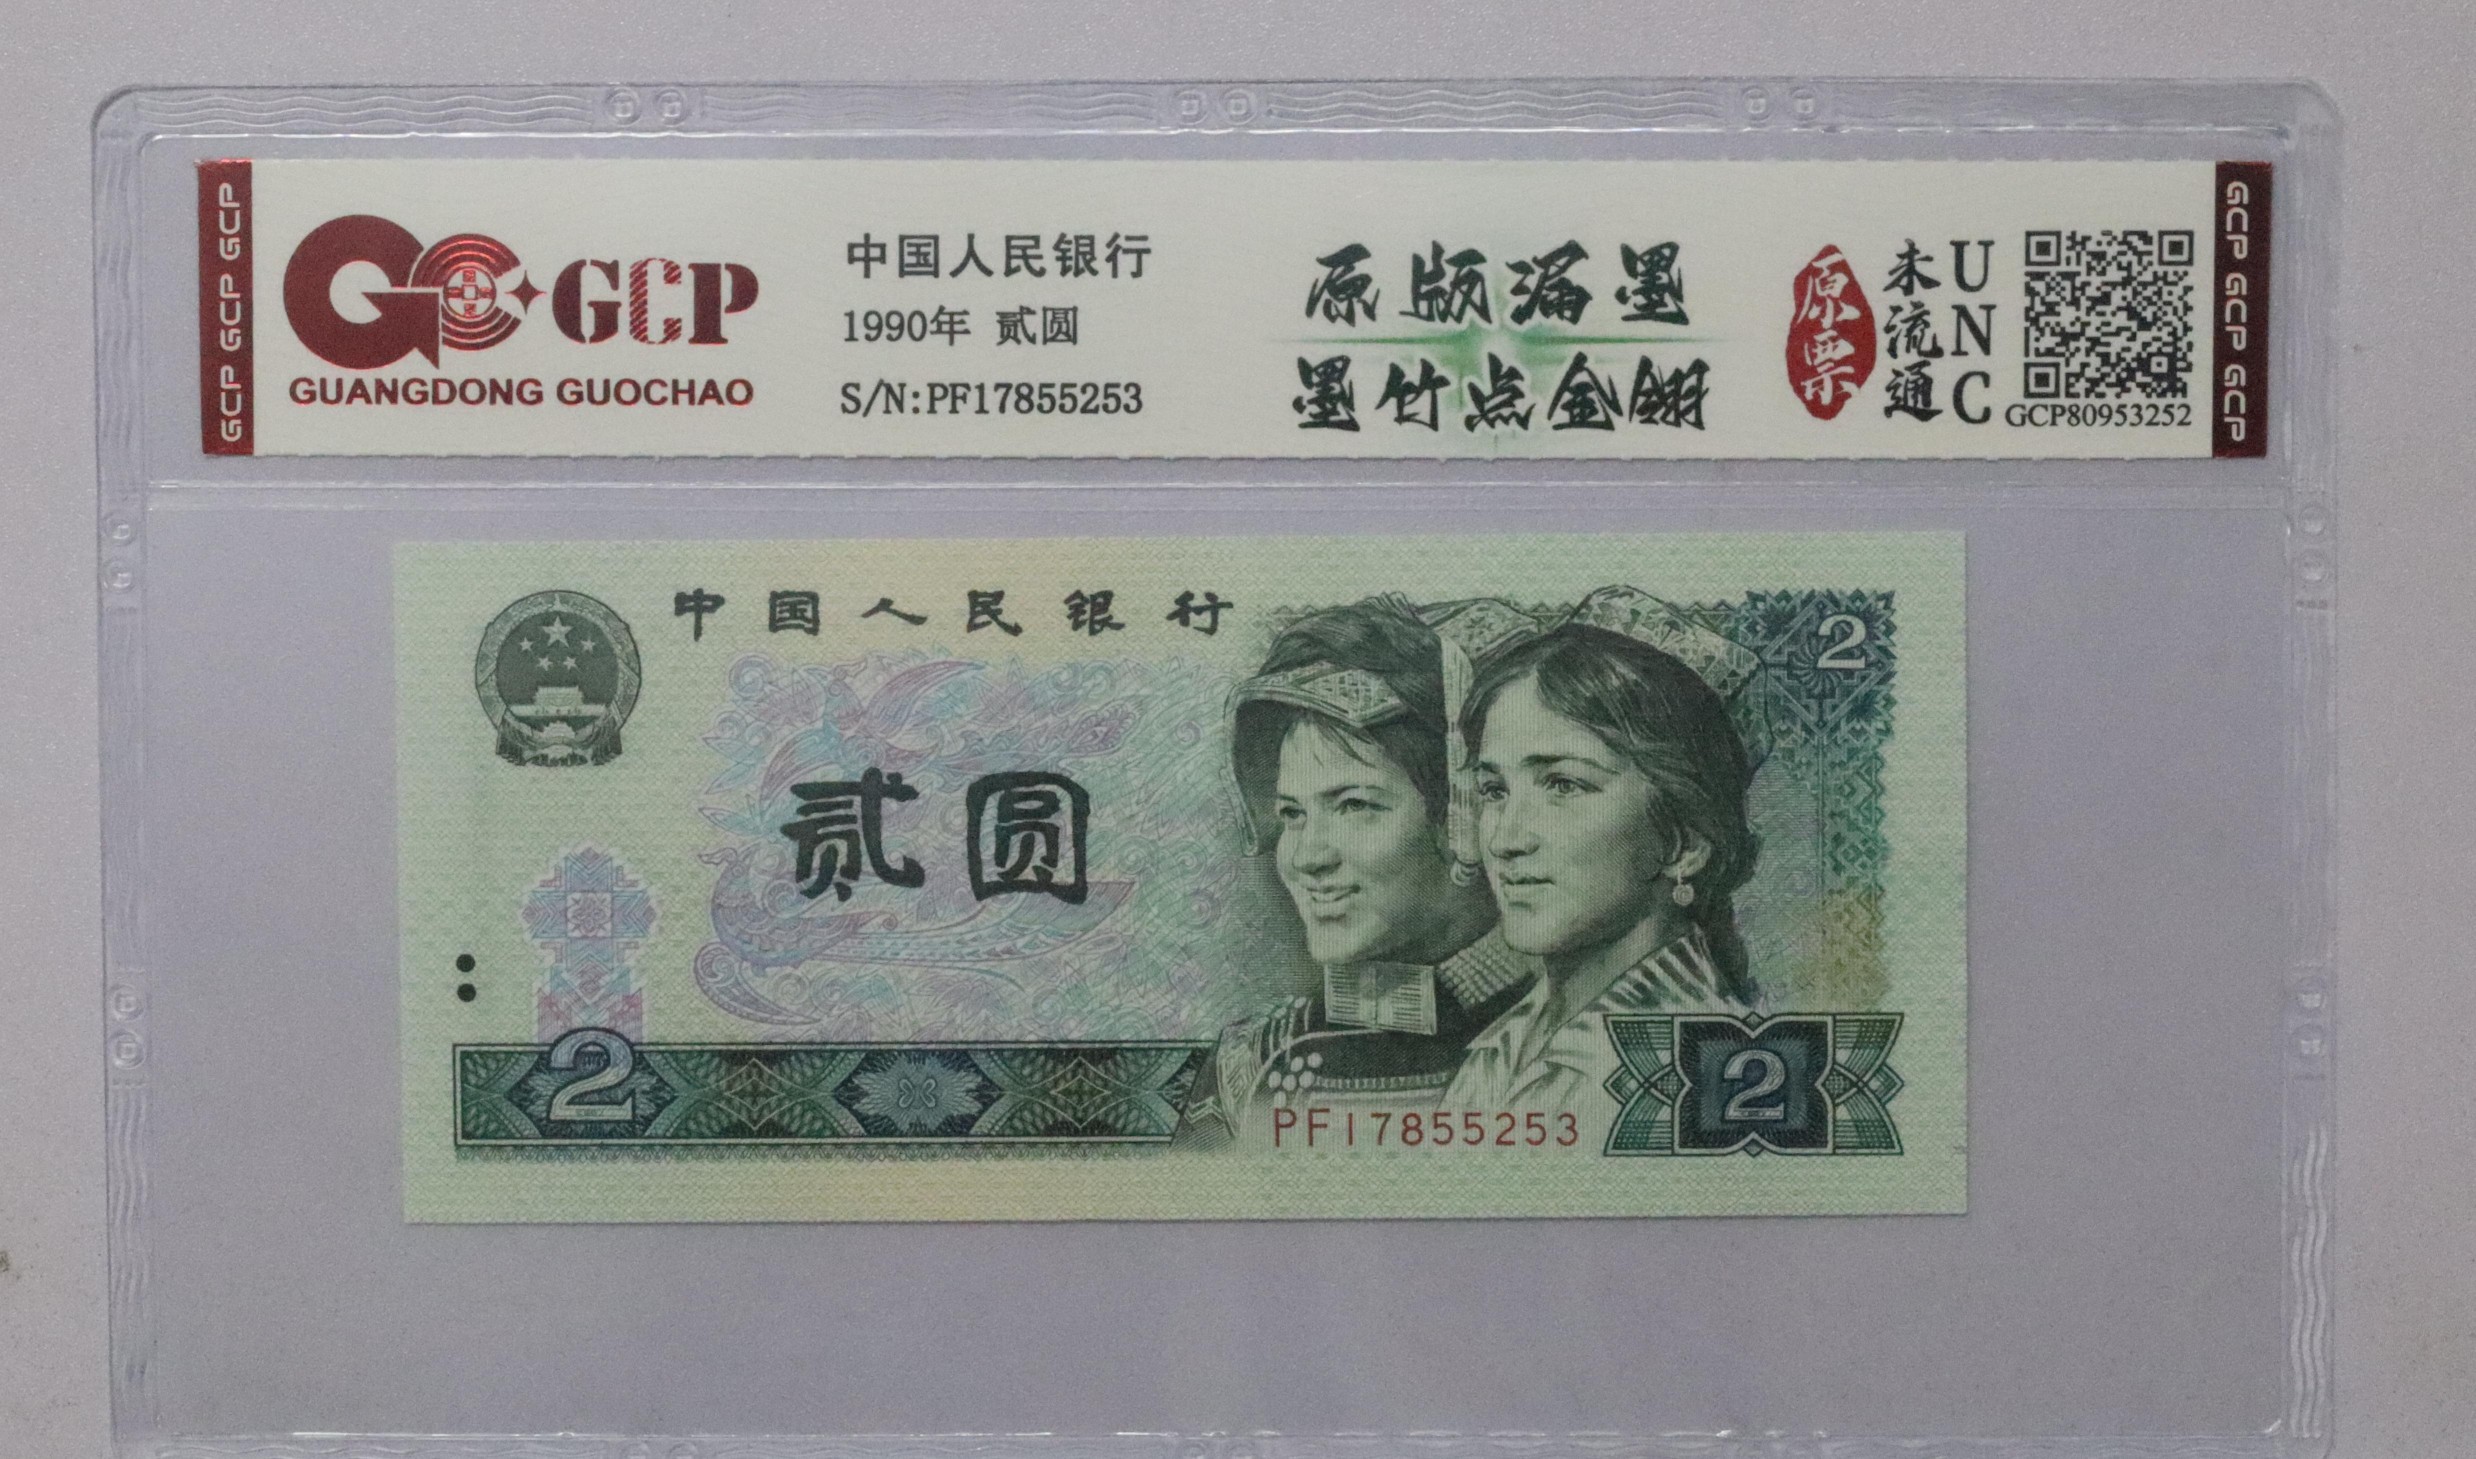 GCP GCP GCP
GCP
GUANGDONG GUOCHAO
中国人民银行
1990年 贰圆
S/N:PF17855253
原版漏墨
墨竹点金翎
原票
未流通
UNC
GCP80953252
GCP GCP GCP
中国人民银行
2
贰圆
2
PF17855253
2